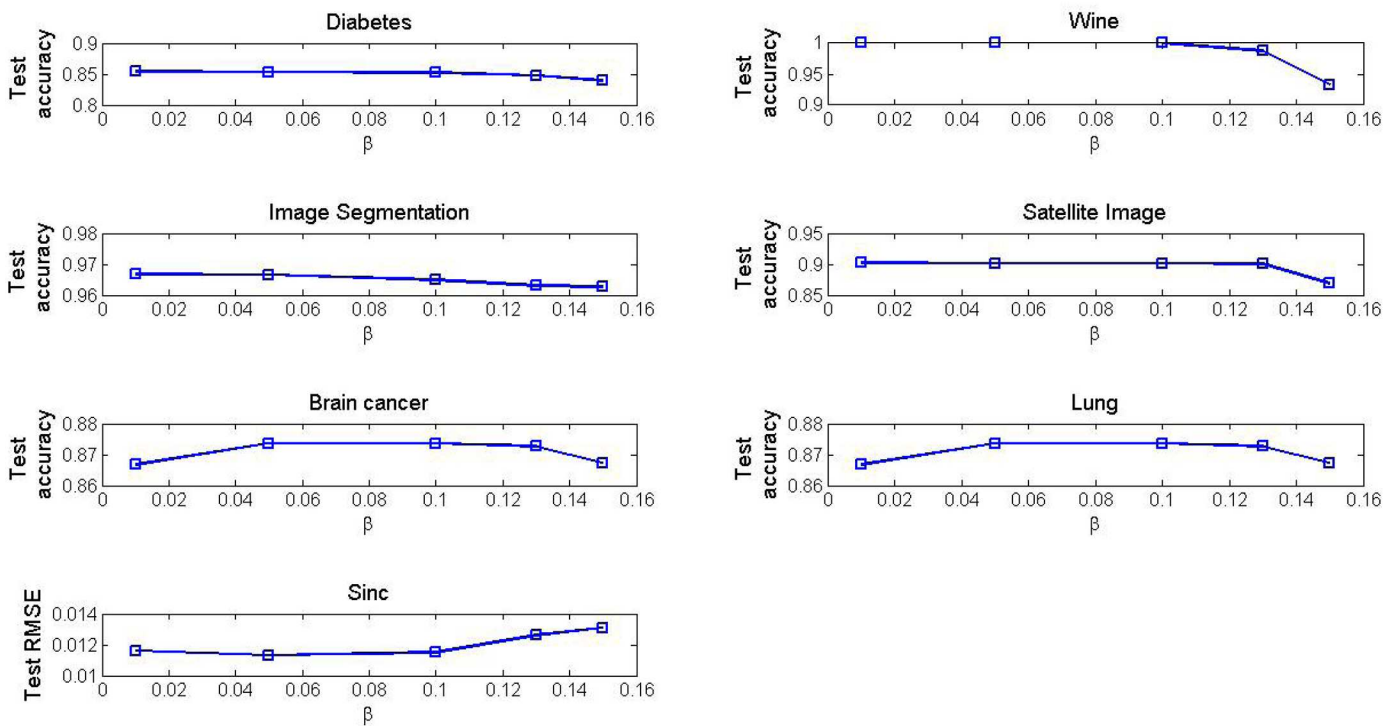 Diabetes
Test accuracy
0.9
0.85
0.8
0 0.02 0.04 0.06 0.08 0.1 0.12 0.14 0.16
β
Wine
Test accuracy
1
0.95
0.9
0 0.02 0.04 0.06 0.08 0.1 0.12 0.14 0.16
β
Image Segmentation
Test accuracy
0.98
0.97
0.96
0 0.02 0.04 0.06 0.08 0.1 0.12 0.14 0.16
β
Satellite Image
Test accuracy
0.95
0.9
0.85
0 0.02 0.04 0.06 0.08 0.1 0.12 0.14 0.16
β
Brain cancer
Test accuracy
0.88
0.87
0.86
0 0.02 0.04 0.06 0.08 0.1 0.12 0.14 0.16
β
Lung
Test accuracy
0.88
0.87
0.86
0 0.02 0.04 0.06 0.08 0.1 0.12 0.14 0.16
β
Sinc
Test RMSE
0.014
0.012
0.01
0 0.02 0.04 0.06 0.08 0.1 0.12 0.14 0.16
β